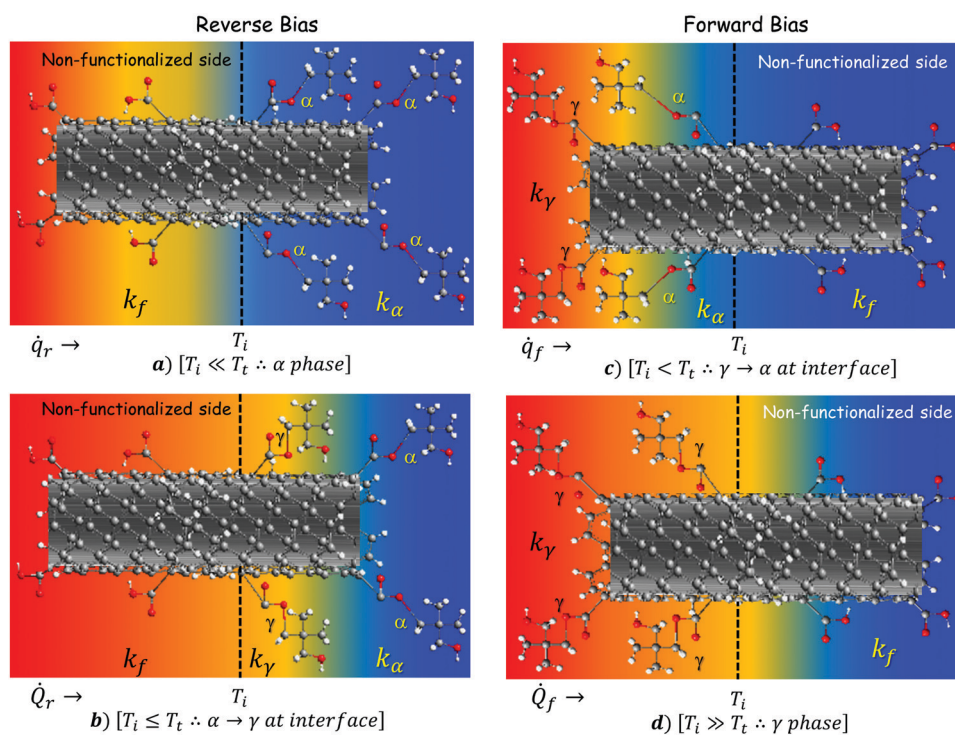 Reverse Bias
Forward Bias
Non-functionalized side
α
α
α
α
k_f
k_α
q̇_r →
T_i
a) [T_i ≪ T_t ∴ α phase]
Non-functionalized side
γ
α
k_γ
γ
α
k_α
k_f
q̇_f →
T_i
c) [T_i < T_t ∴ γ → α at interface]
Non-functionalized side
γ
α
γ
α
k_f
k_γ
k_α
Q̇_r →
T_i
b) [T_i ≤ T_t ∴ α → γ at interface]
Non-functionalized side
γ
γ
k_γ
γ
γ
k_f
Q̇_f →
T_i
d) [T_i ≫ T_t ∴ γ phase]